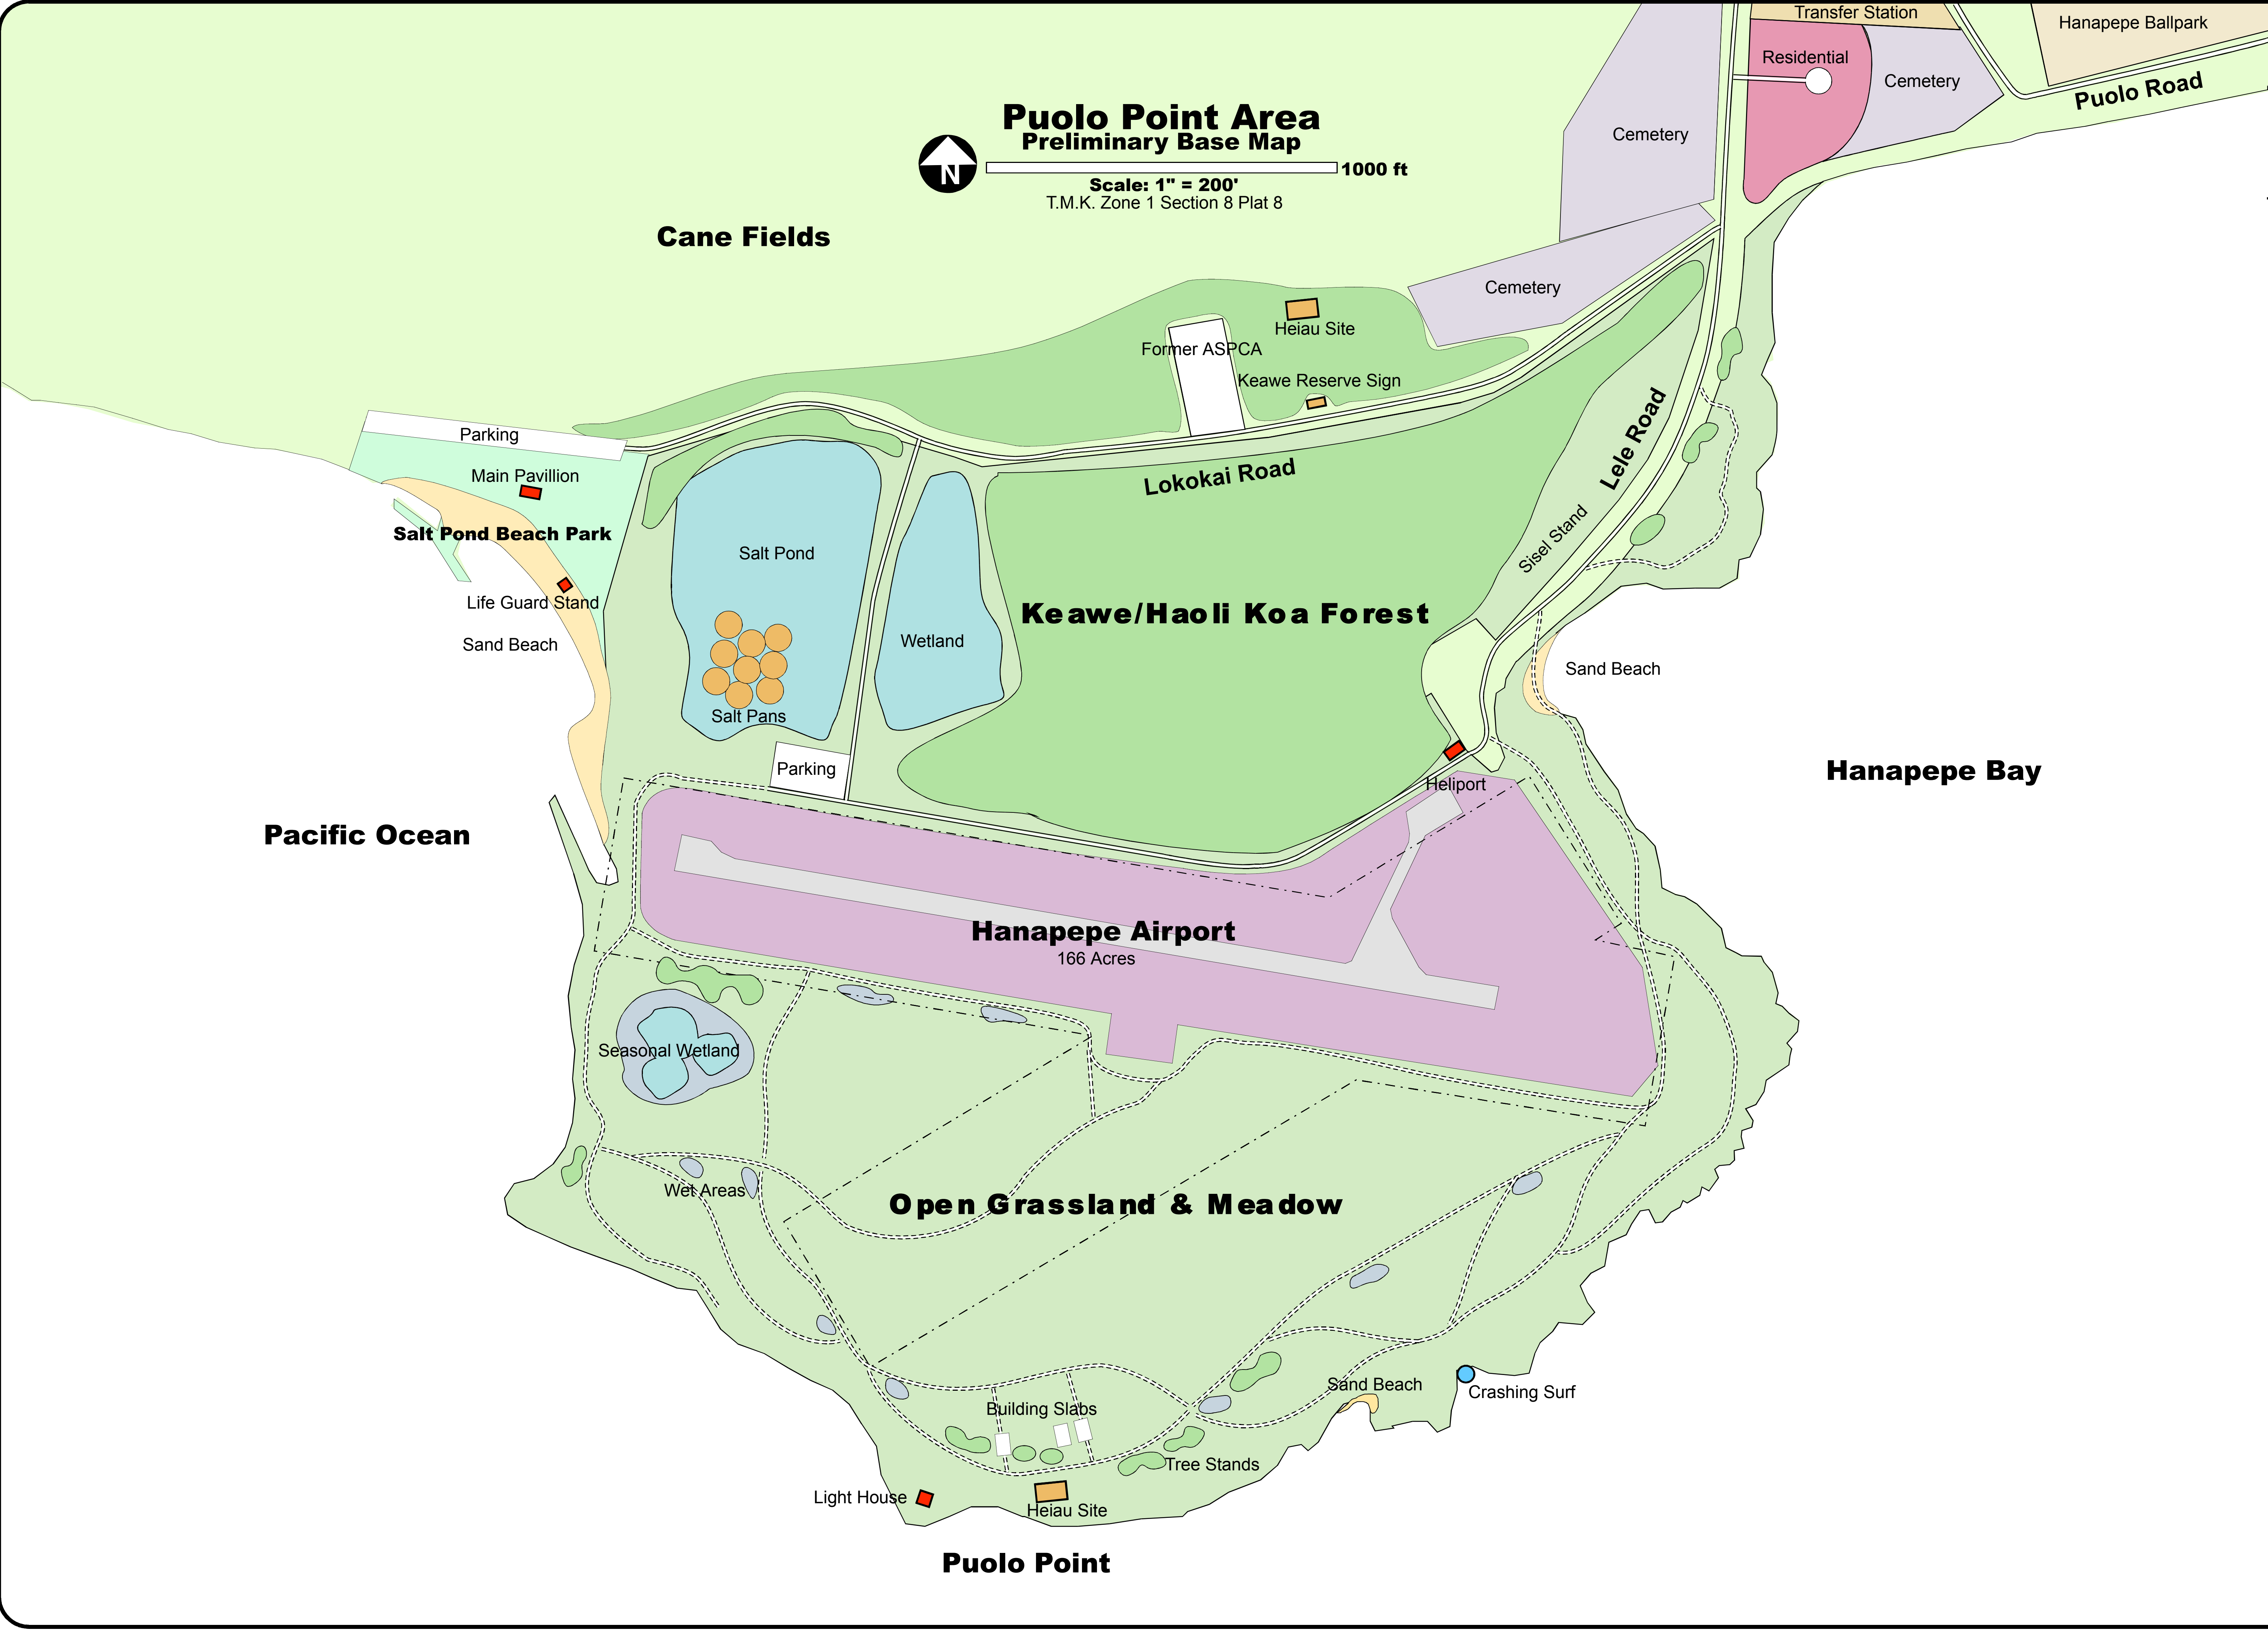 Transfer Station
Hanapepe Ballpark
Residential
Cemetery
Puolo Road
Puolo Point Area
Preliminary Base Map
N
1000 ft
Scale: 1" = 200'
T.M.K. Zone 1 Section 8 Plat 8
Cemetery
Cane Fields
Cemetery
Heiau Site
Former ASPCA
Keawe Reserve Sign
Parking
Main Pavillion
Lokokai Road
Lele Road
Sisel Stand
Salt Pond Beach Park
Salt Pond
Life Guard Stand
Keawe/Haoli Koa Forest
Sand Beach
Wetland
Sand Beach
Salt Pans
Parking
Heliport
Hanapepe Bay
Pacific Ocean
Hanapepe Airport
166 Acres
Seasonal Wetland
Wet Areas
Open Grassland & Meadow
Sand Beach
Crashing Surf
Building Slabs
Tree Stands
Light House
Heiau Site
Puolo Point